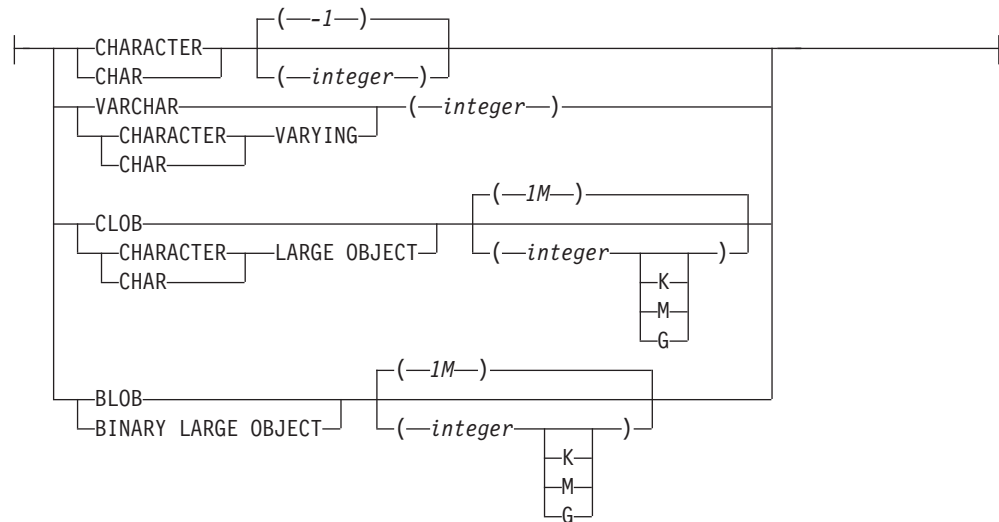 ( -1 )
CHARACTER
CHAR ( integer )
VARCHAR ( integer )
CHARACTER VARYING
CHAR
( 1M )
CLOB
CHARACTER LARGE OBJECT ( integer )
CHAR K
M
G
( 1M )
BLOB
BINARY LARGE OBJECT ( integer )
K
M
G